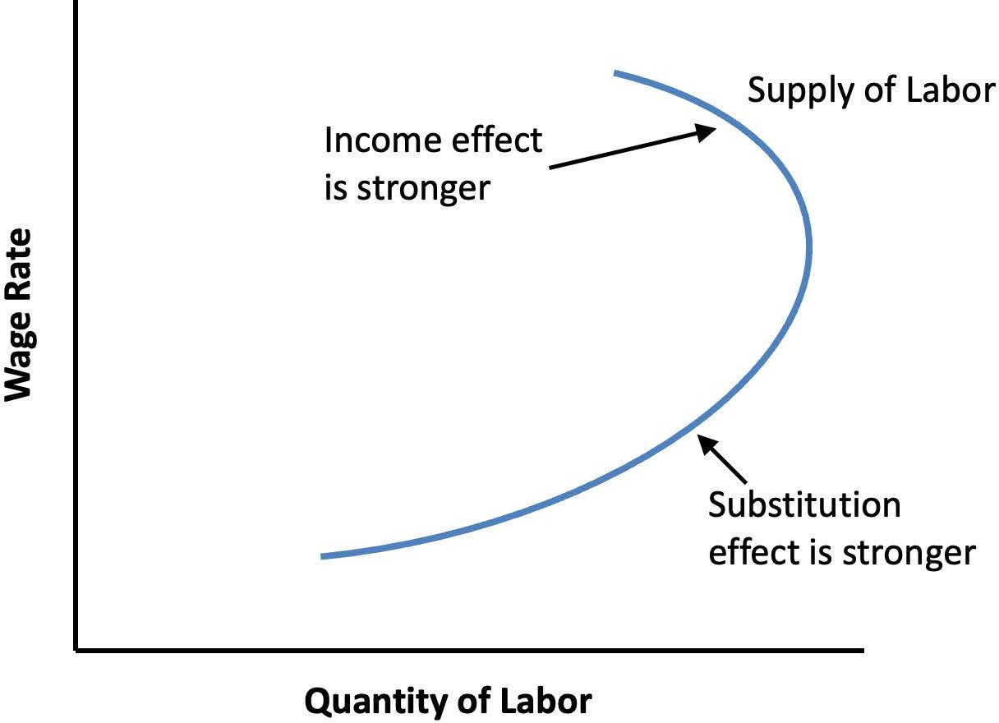 Supply of Labor
Income effect
is stronger
Wage Rate
Substitution
effect is stronger
Quantity of Labor